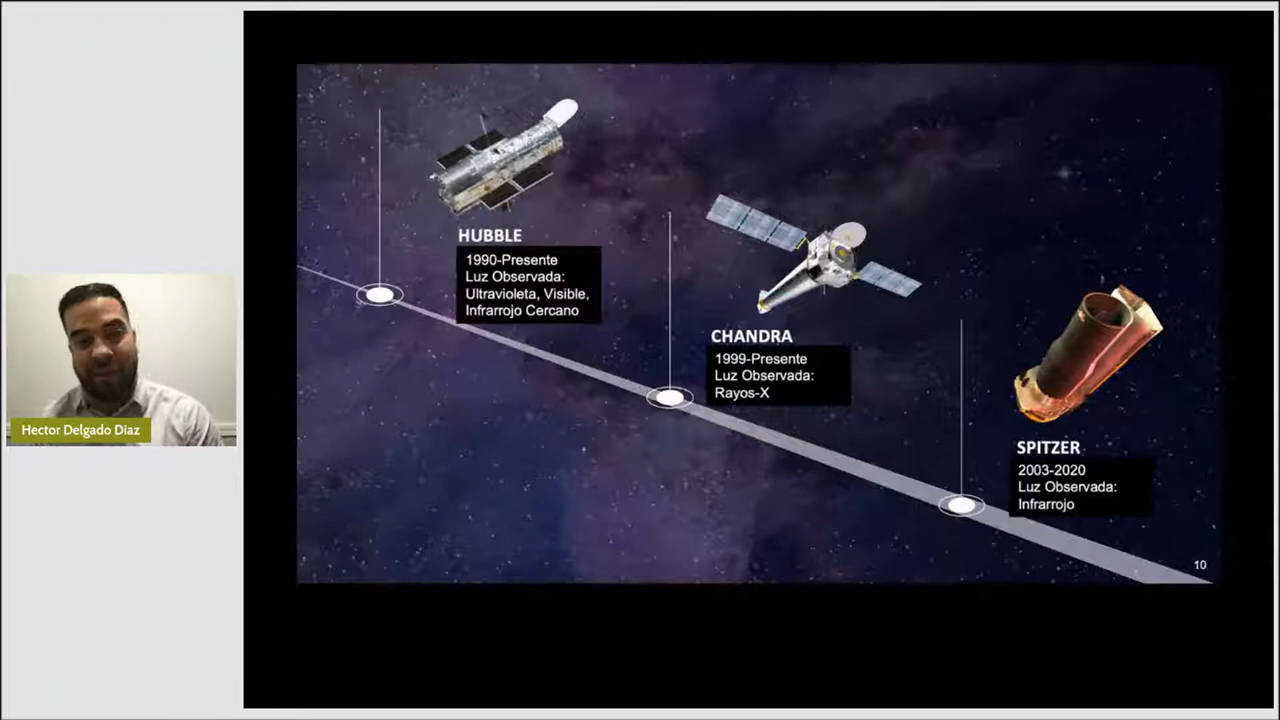 Hector Delgado Diaz
HUBBLE
1990-Presente
Luz Observada:
Ultravioleta, Visible,
Infrarrojo Cercano
CHANDRA
1999-Presente
Luz Observada:
Rayos-X
SPITZER
2003-2020
Luz Observada:
Infrarrojo
10